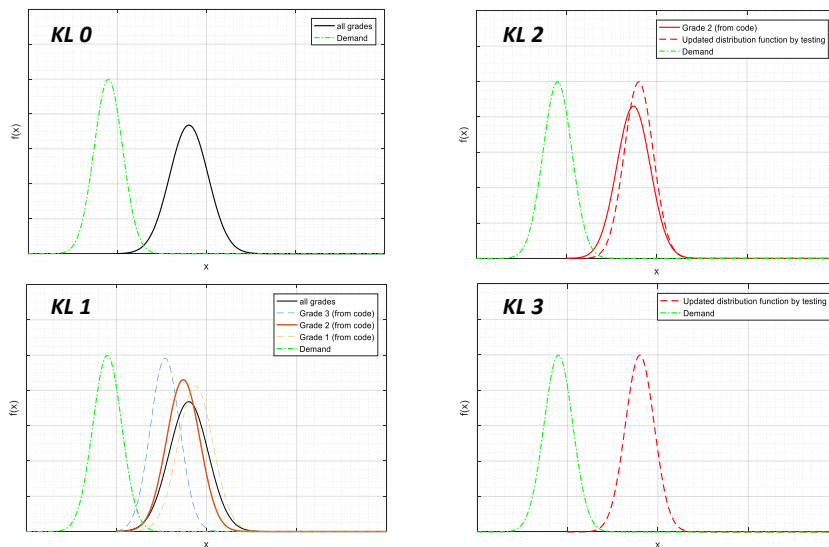 KL 0
all grades
Demand
f(x)
x
KL 2
Grade 2 (from code)
Updated distribution function by testing
Demand
f(x)
x
KL 1
all grades
Grade 3 (from code)
Grade 2 (from code)
Grade 1 (from code)
Demand
f(x)
x
KL 3
Updated distribution function by testing
Demand
f(x)
x